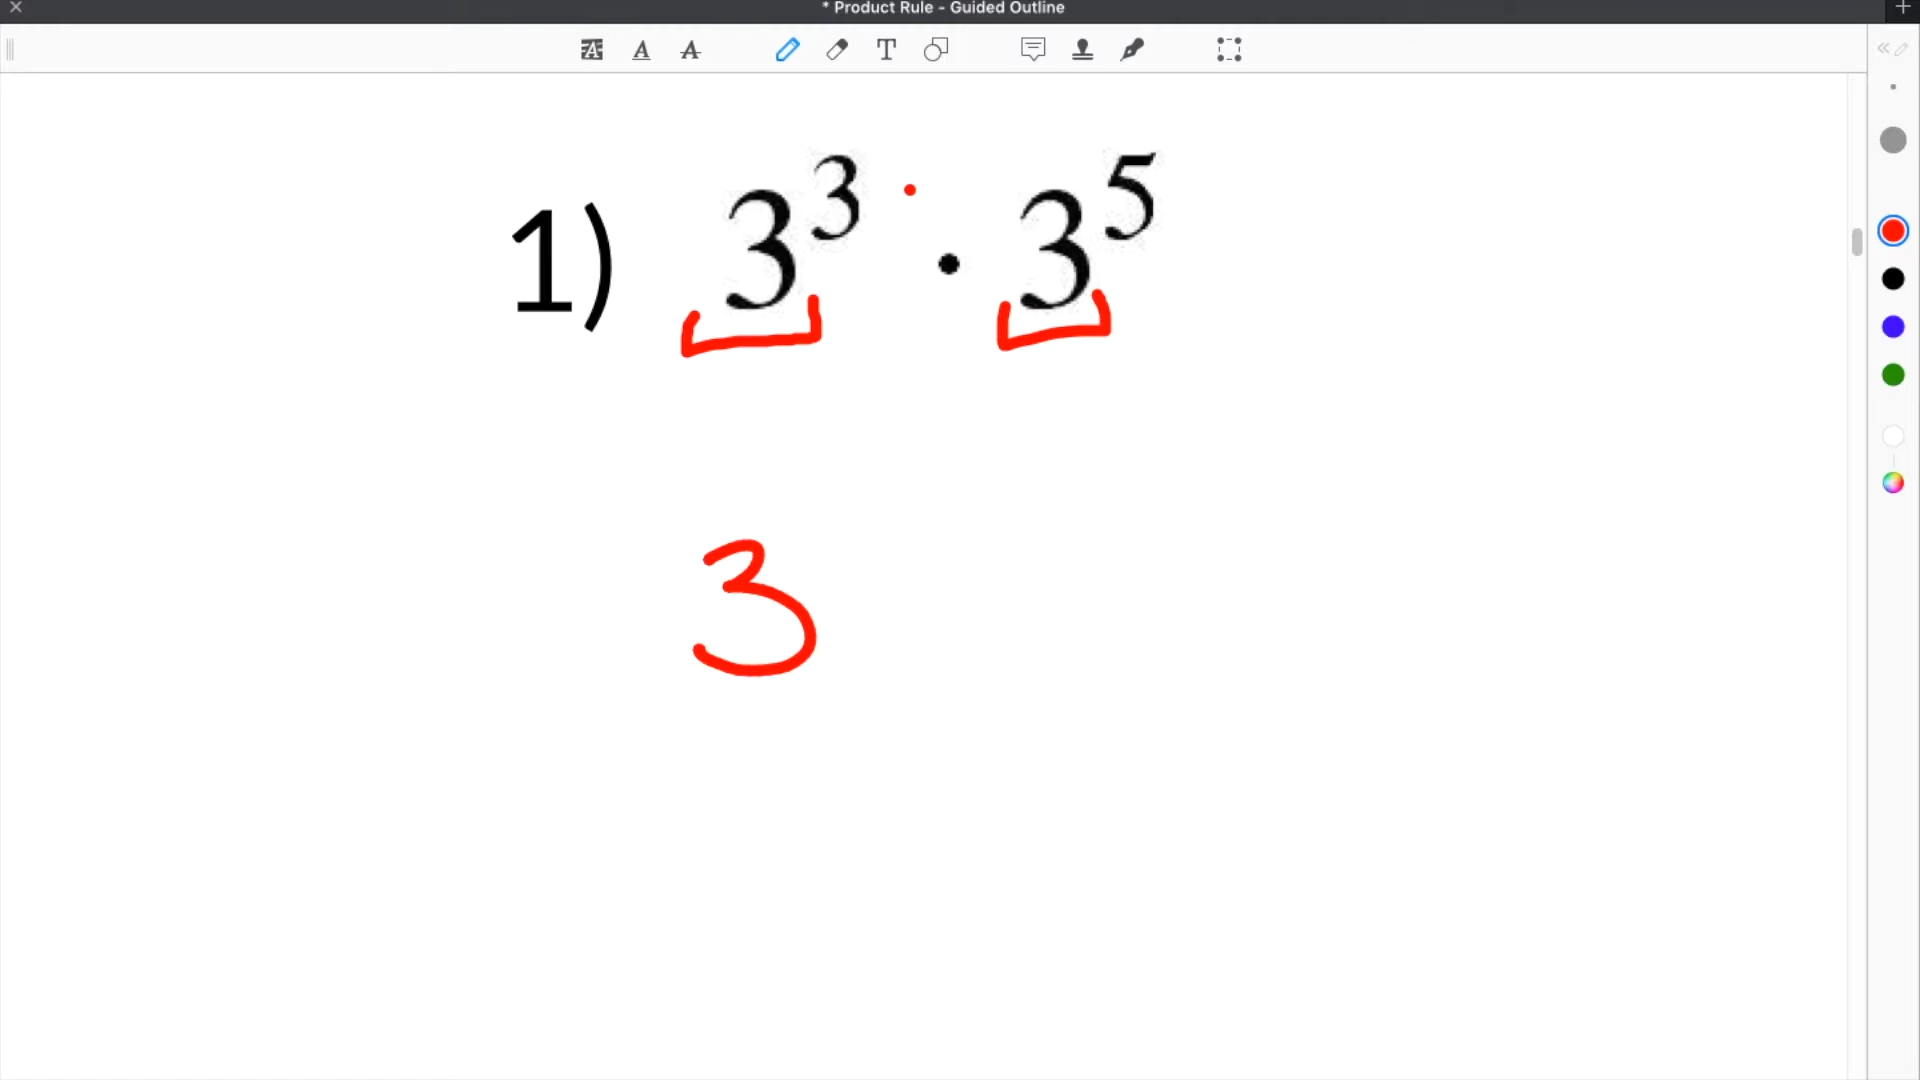 * Product Rule - Guided Outline
A A A T
1) 3³ · 3⁵
3